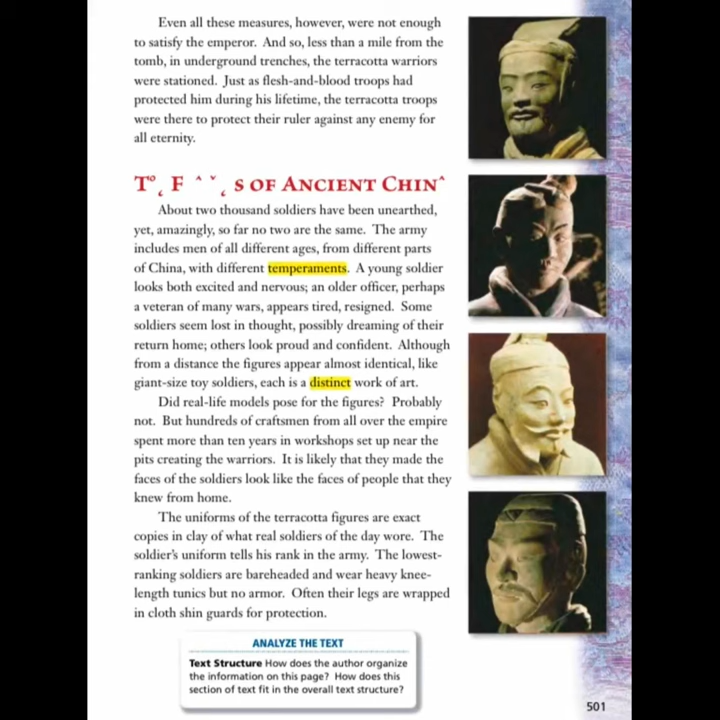 Even all these measures, however, were not enough
to satisfy the emperor. And so, less than a mile from the
tomb, in underground trenches, the terracotta warriors
were stationed. Just as flesh-and-blood troops had
protected him during his lifetime, the terracotta troops
were there to protect their ruler against any enemy for
all eternity.
OF ANCIENT
About two thousand soldiers have been unearthed,
yet, amazingly, so far no two are the same. The army
includes men of all different ages, from different parts
of China, with different temperaments. A young soldier
looks both excited and nervous; an older officer, perhaps
a veteran of many wars, appears tired, resigned. Some
soldiers seem lost in thought, possibly dreaming of their
return home; others look proud and confident. Although
from a distance the figures appear almost identical, like
giant-size toy soldiers, each is a distinct work of art.
Did real-life models pose for the figures? Probably
not. But hundreds of craftsmen from all over the empire
spent more than ten years in workshops set up near the
pits creating the warriors. It is likely that they made the
faces of the soldiers look like the faces of people that they
knew from home.
The uniforms of the terracotta figures are exact
copies in clay of what real soldiers of the day wore. The
soldier's uniform tells his rank in the army. The lowest-
ranking soldiers are bareheaded and wear heavy knee-
length tunics but no armor. Often their legs are wrapped
in cloth shin guards for protection.
ANALYZE THE TEXT
Text Structure How does the author organize
the information on this page? How does this
section of text fit in the overall text structure?
501